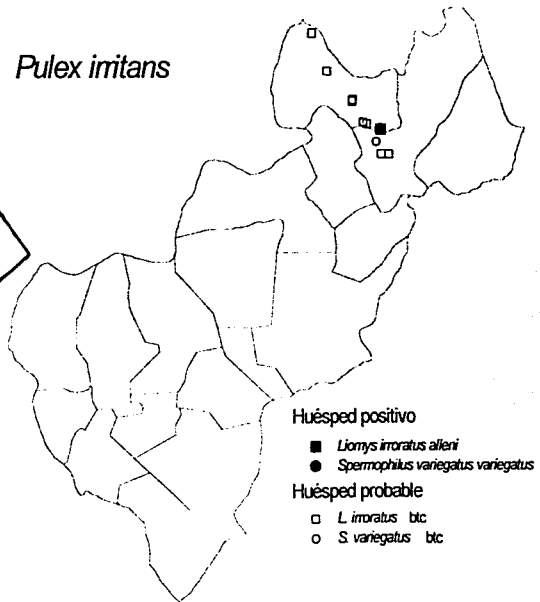 Pulex irritans
Huésped positivo
Liomys irroratus alleni
Spermophilus variegatus variegatus
Huésped probable
L. irroratus btc
S. variegatus btc